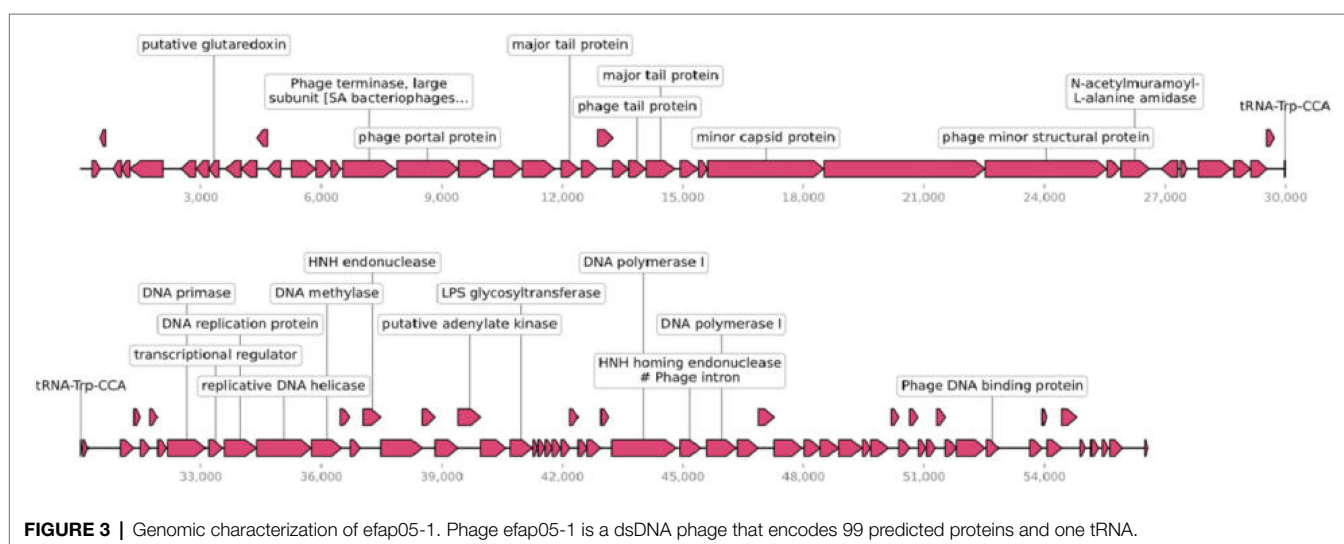 putative glutaredoxin
major tail protein
major tail protein
Phage terminase, large
subunit [SA bacteriophages...
N-acetylmuramoyl-
L-alanine amidase
phage tail protein
tRNA-Trp-CCA
phage portal protein
minor capsid protein
phage minor structural protein
3,000 6,000 9,000 12,000 15,000 18,000 21,000 24,000 27,000 30,000
HNH endonuclease
DNA polymerase I
DNA primase
DNA methylase
LPS glycosyltransferase
DNA replication protein
putative adenylate kinase
DNA polymerase I
transcriptional regulator
HNH homing endonuclease
# Phage intron
tRNA-Trp-CCA
replicative DNA helicase
Phage DNA binding protein
33,000 36,000 39,000 42,000 45,000 48,000 51,000 54,000
FIGURE 3 | Genomic characterization of efap05-1. Phage efap05-1 is a dsDNA phage that encodes 99 predicted proteins and one tRNA.